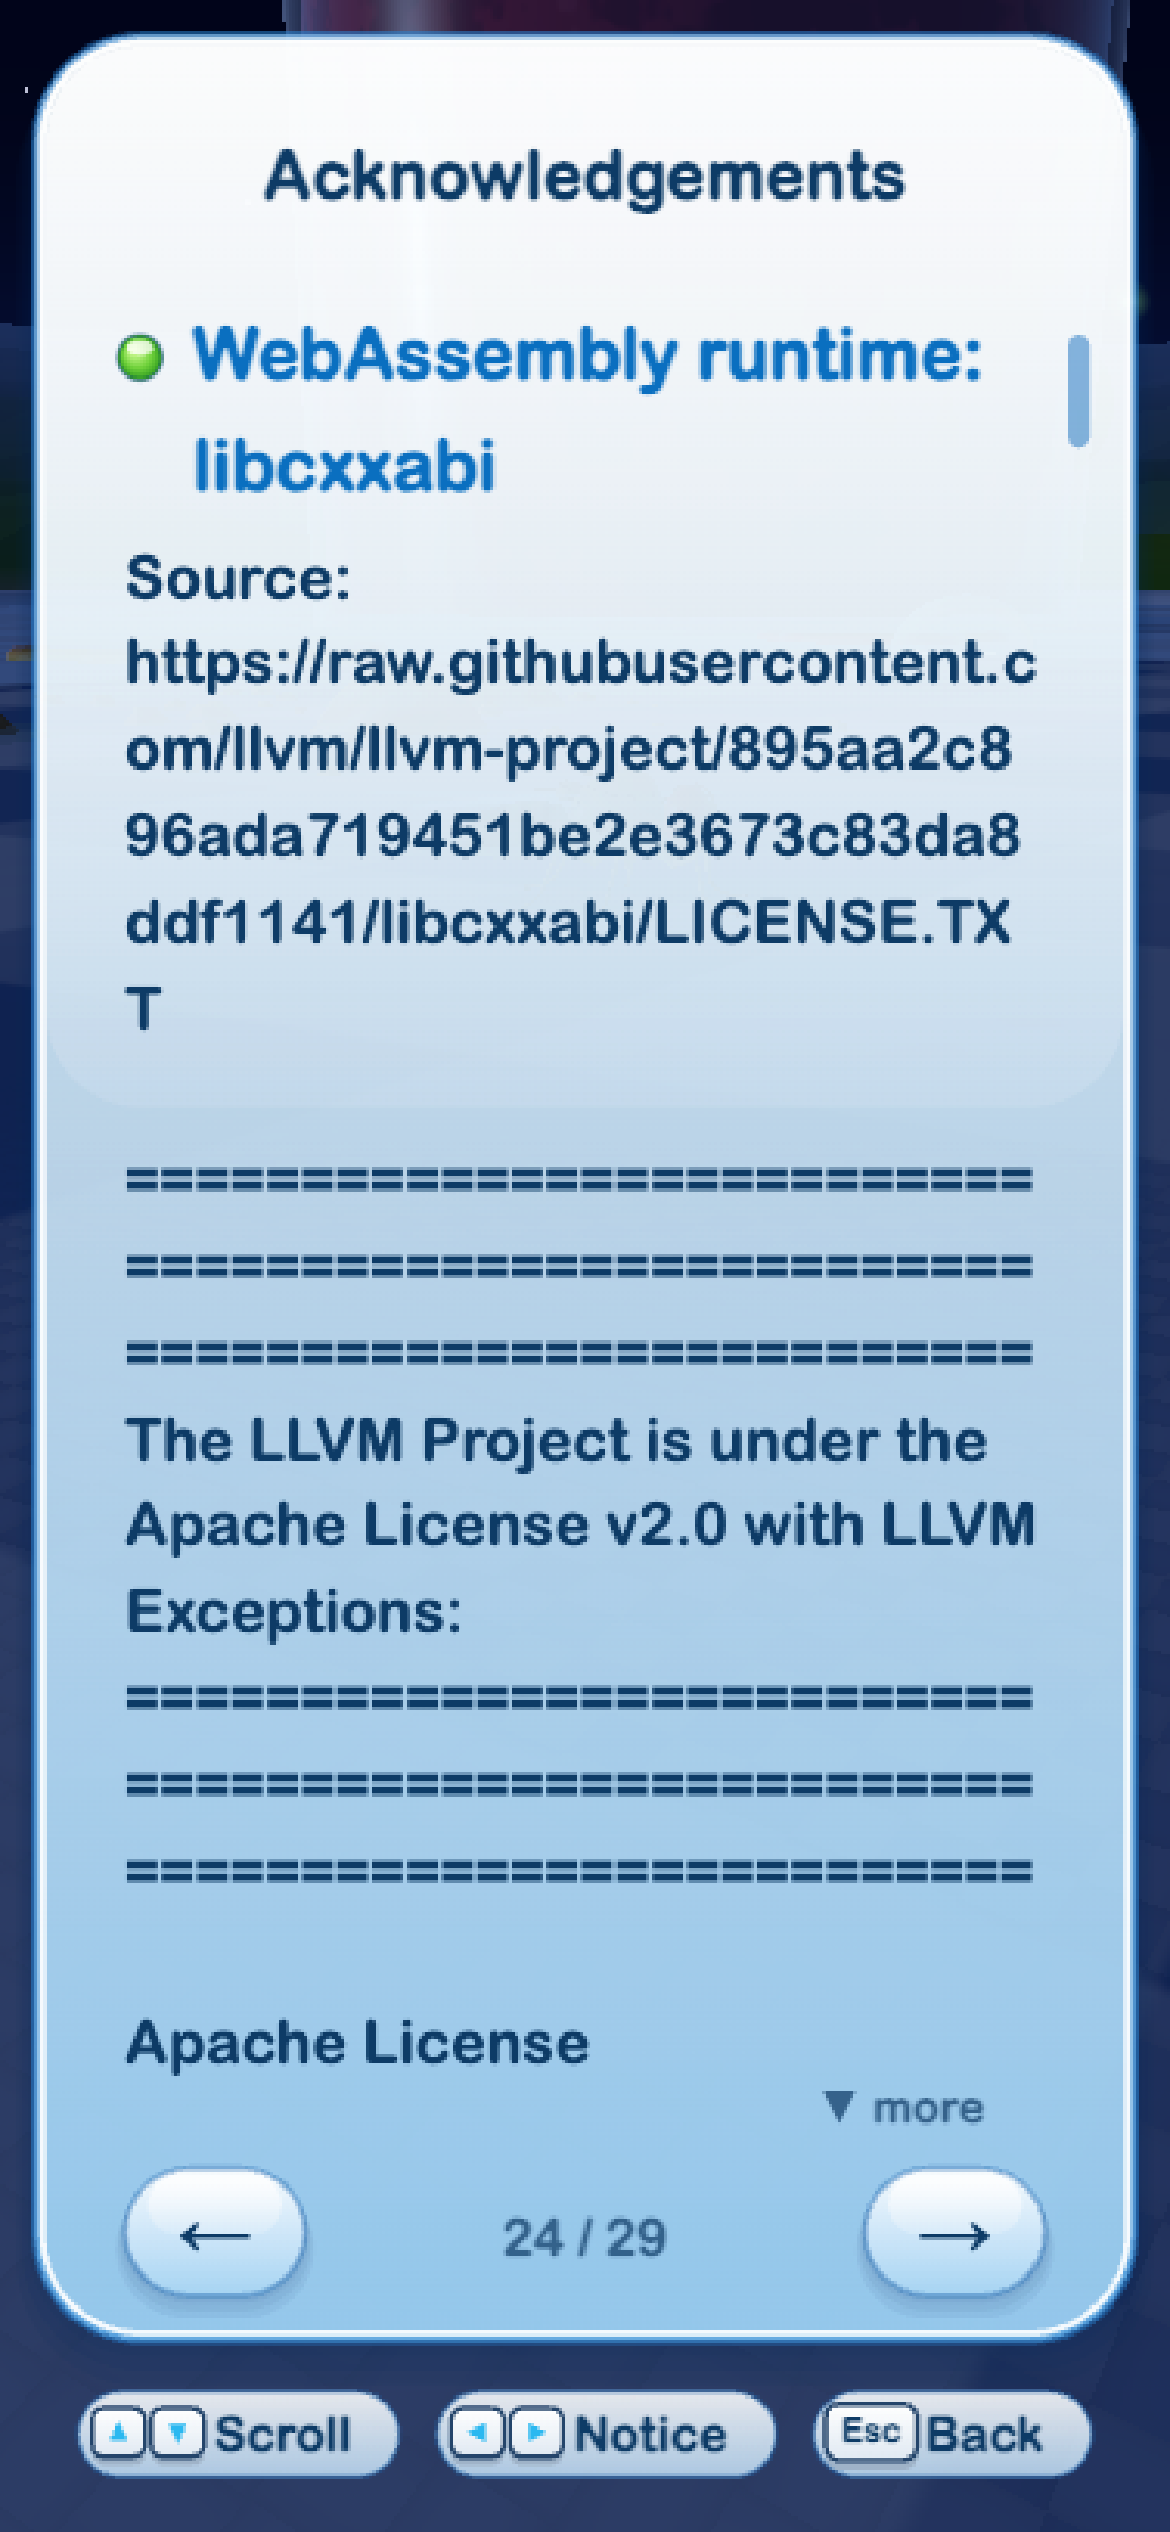 Acknowledgements
WebAssembly runtime:
libcxxabi
Source:
https://raw.githubusercontent.c
om/llvm/llvm-project/895aa2c8
96ada719451be2e3673c83da8
ddf1141/libcxxabi/LICENSE.TX
T
==========================
==========================
==========================
The LLVM Project is under the
Apache License v2.0 with LLVM
Exceptions:
==========================
==========================
==========================
Apache License
▼ more
← 24 / 29 →
▲ ▼ Scroll ◄ ► Notice Esc Back